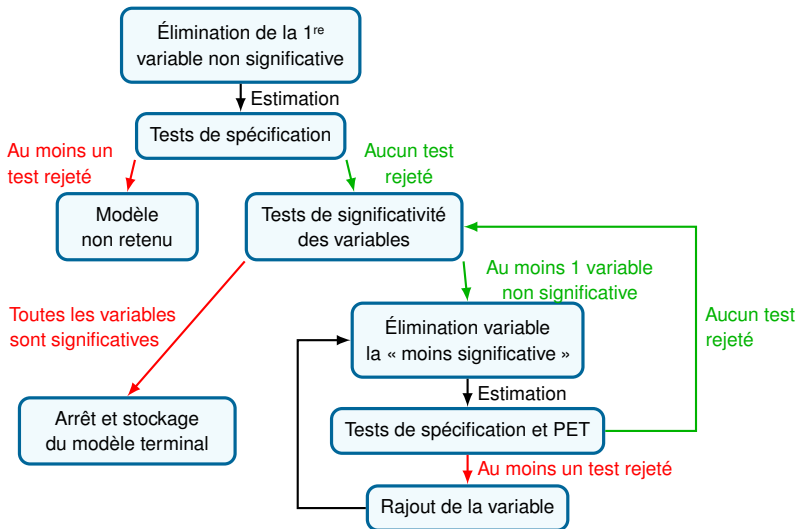 Élimination de la 1re
variable non significative
Estimation
Tests de spécification
Au moins un
test rejeté
Aucun test
rejeté
Modèle
non retenu
Tests de significativité
des variables
Au moins 1 variable
non significative
Toutes les variables
sont significatives
Aucun test
rejeté
Élimination variable
la « moins significative »
Estimation
Arrêt et stockage
du modèle terminal
Tests de spécification et PET
Au moins un test rejeté
Rajout de la variable